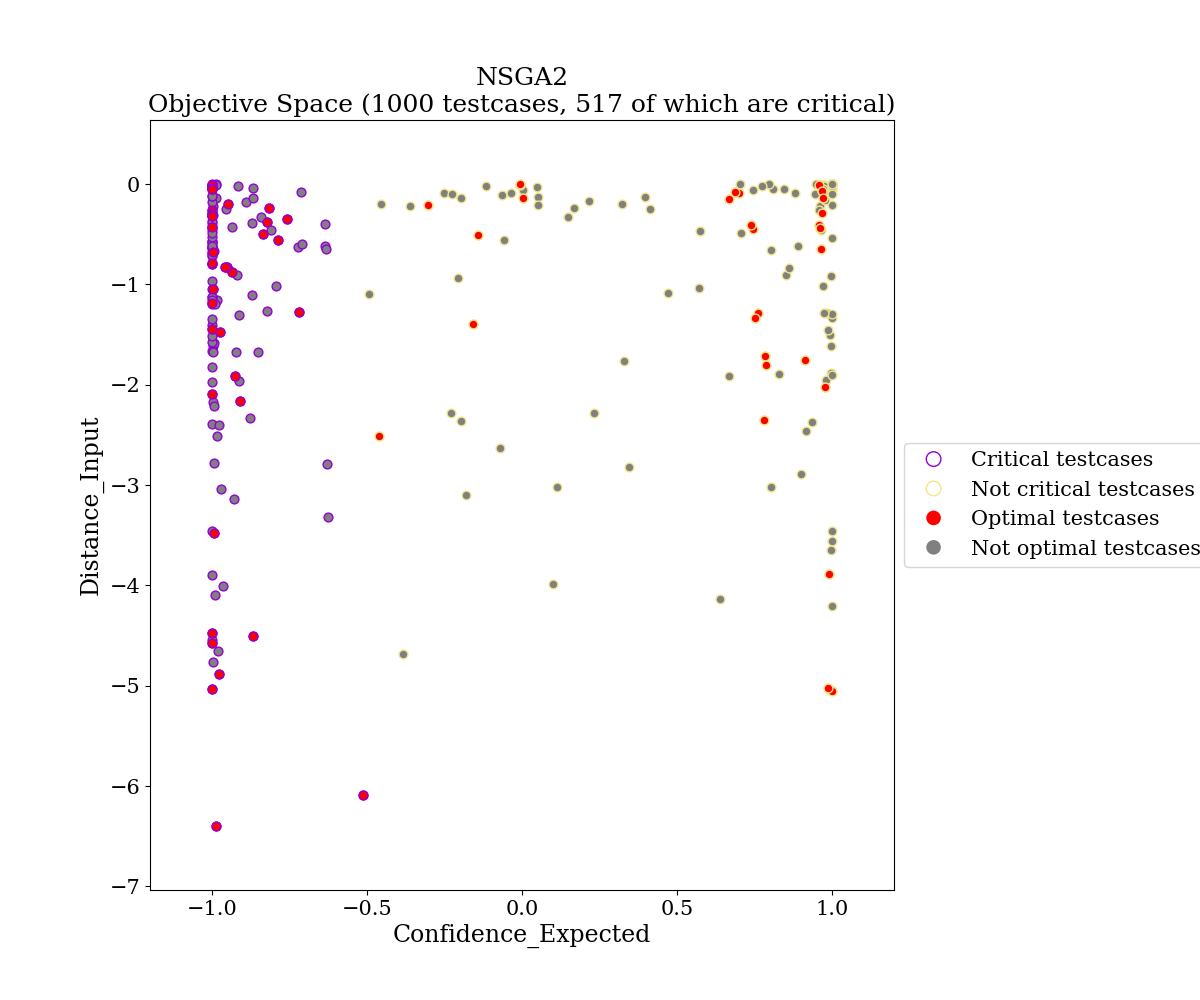 NSGA2
Objective Space (1000 testcases, 517 of which are critical)
0
−1
−2
−3
−4
−5
−6
−7
Distance_Input
−1.0
−0.5
0.0
0.5
1.0
Confidence_Expected
Critical testcases
Not critical testcases
Optimal testcases
Not optimal testcases